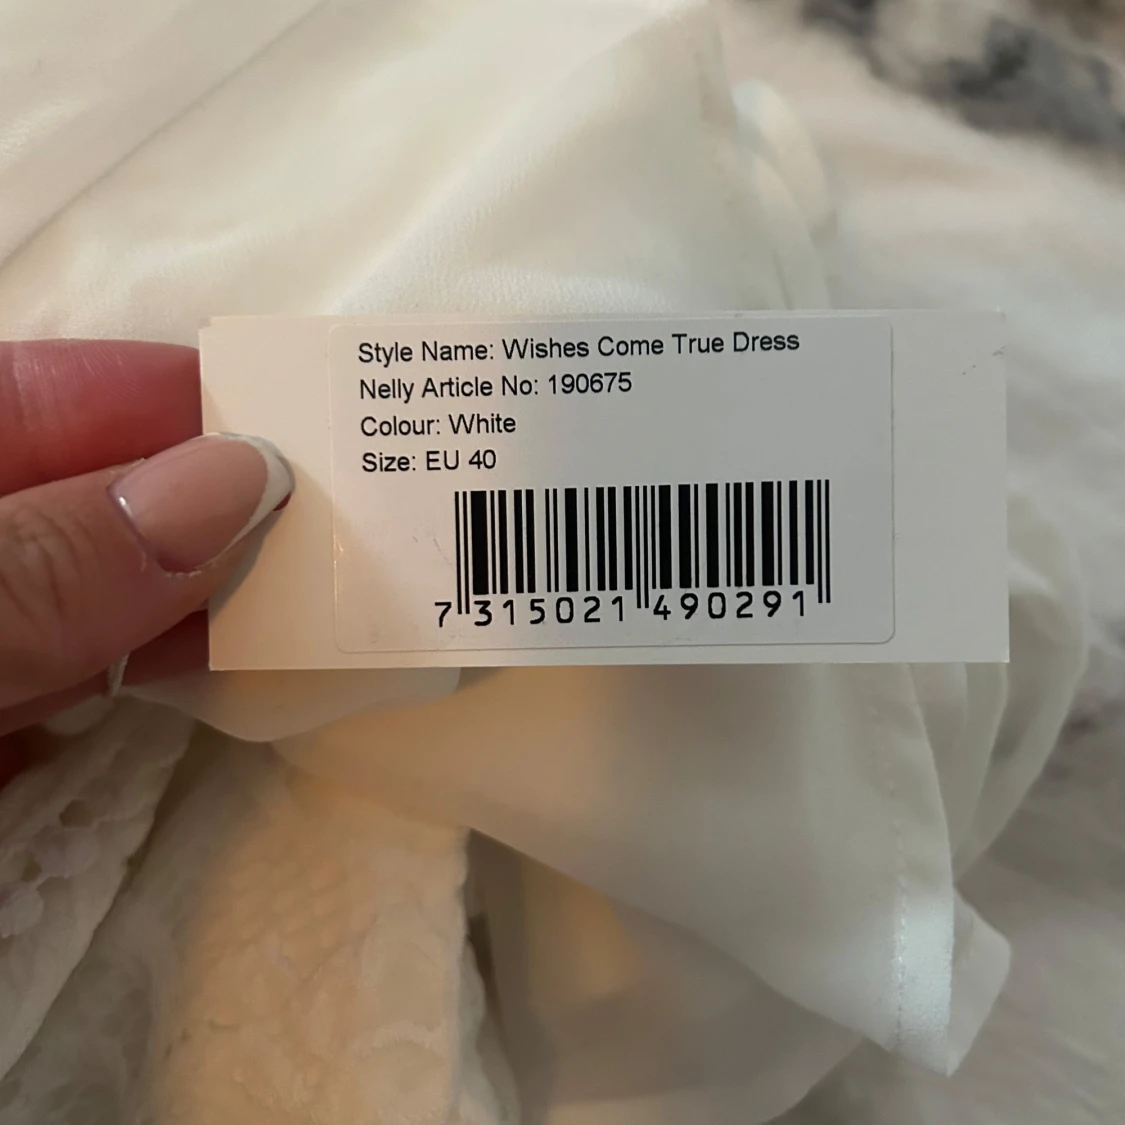 Style Name: Wishes Come True Dress
Nelly Article No: 190675
Colour: White
Size: EU 40
7 315021 490291